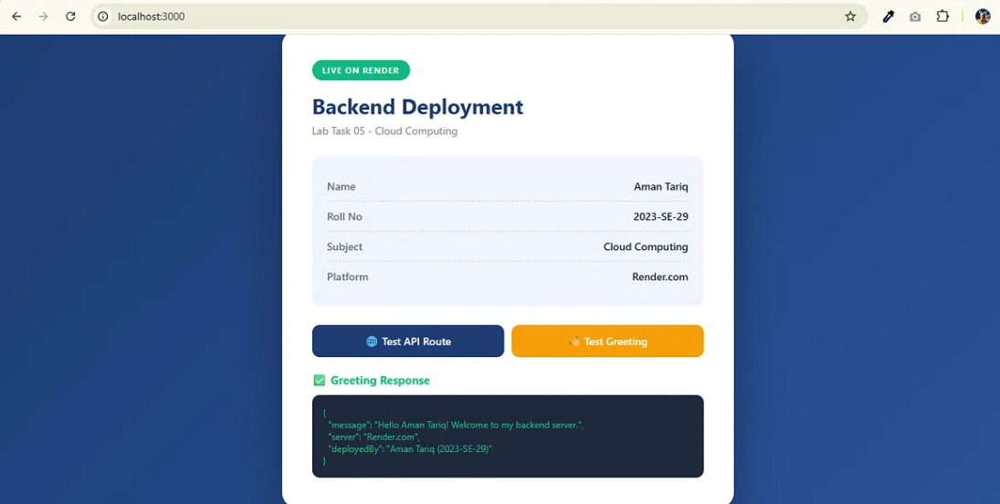 localhost:3000
LIVE ON RENDER
Backend Deployment
Lab Task 05 - Cloud Computing
Name Aman Tariq
Roll No 2023-SE-29
Subject Cloud Computing
Platform Render.com
🌐 Test API Route 👋 Test Greeting
✅ Greeting Response
{
"message": "Hello Aman Tariq! Welcome to my backend server.",
"server": "Render.com",
"deployedBy": "Aman Tariq (2023-SE-29)"
}